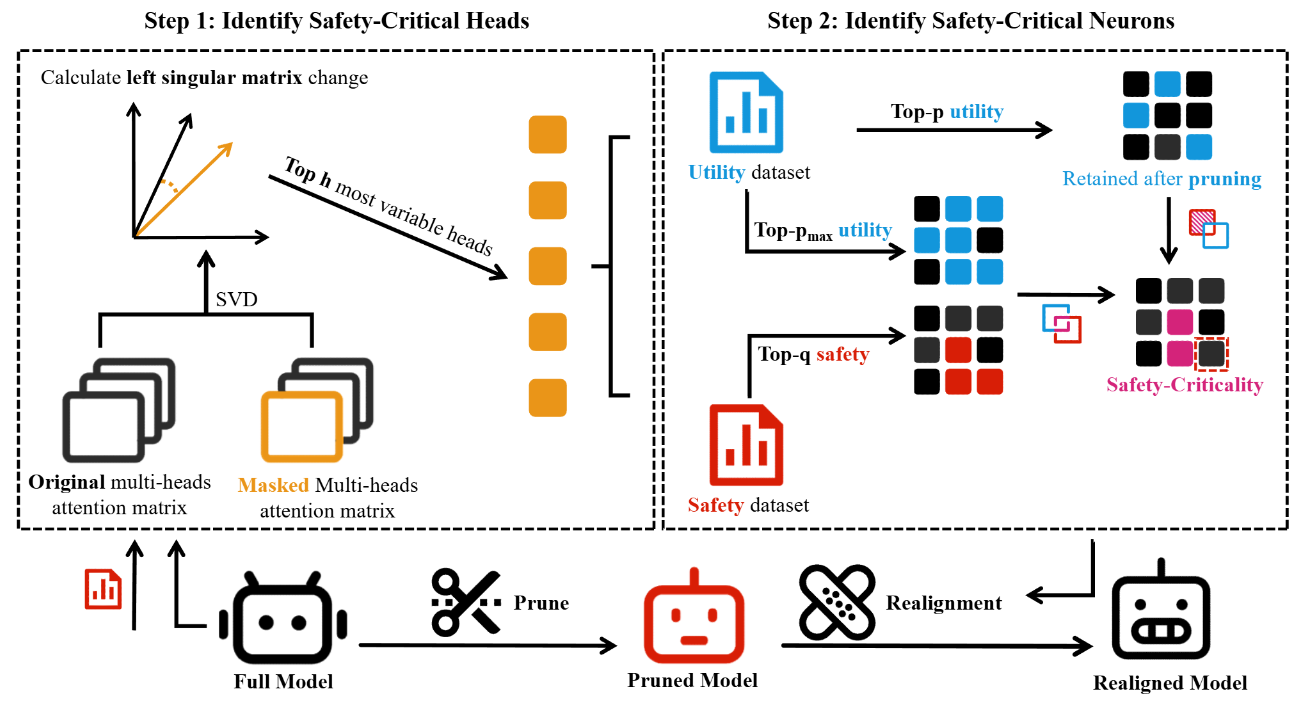 Step 1: Identify Safety-Critical Heads
Calculate left singular matrix change
Top h most variable heads
SVD
Original multi-heads
attention matrix
Masked Multi-heads
attention matrix
Step 2: Identify Safety-Critical Neurons
Utility dataset
Top-p utility
Retained after pruning
Top-pmax utility
Top-q safety
Safety-Criticality
Safety dataset
Full Model
Prune
Pruned Model
Realignment
Realigned Model